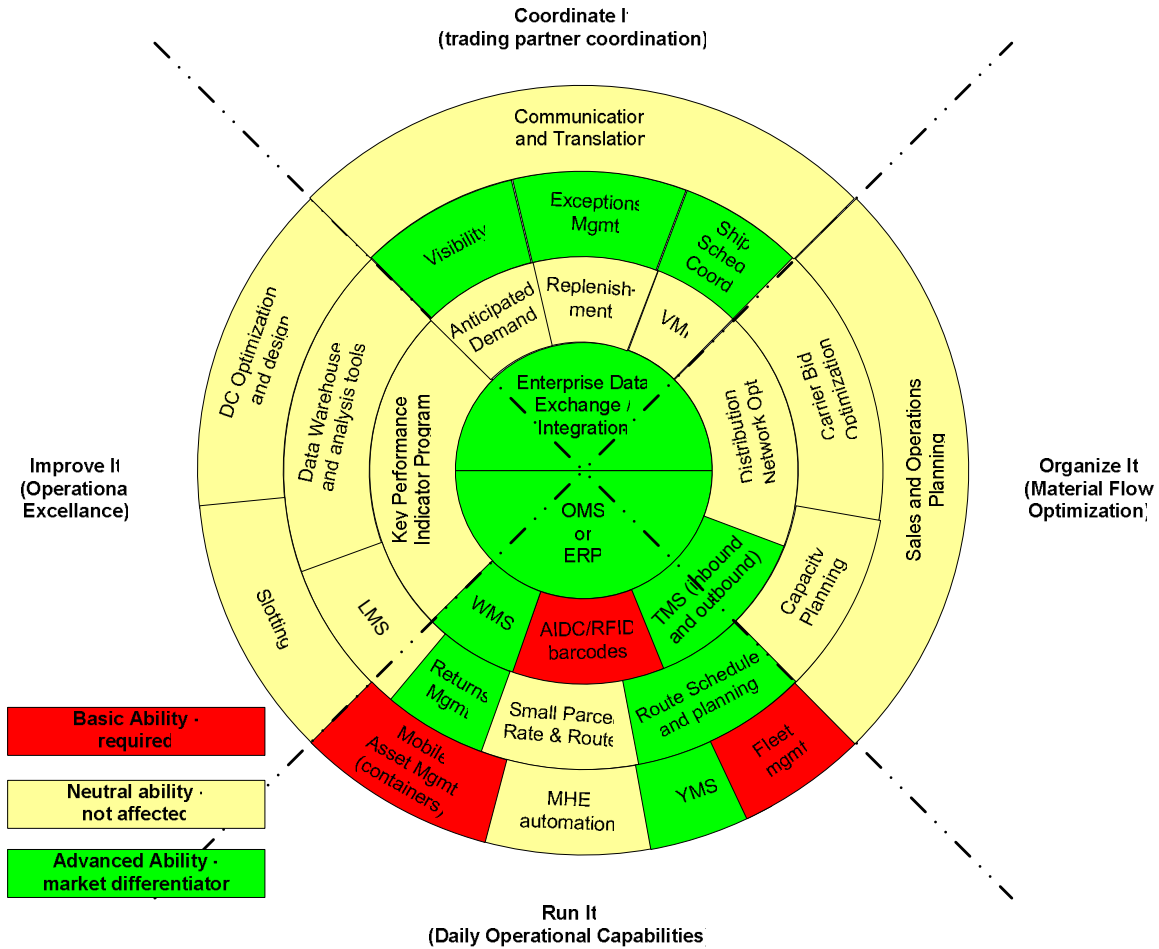 Coordinate It
(trading partner coordination)
Communication
and Translation
Visibility
Exceptions
Mgmt
Ship
Sched
Coord
Anticipated
Demand
Replenish-
ment
VMI
Enterprise Data
Exchange /
Integration
OMS
or
ERP
DC Optimization
and design
Data Warehouse
and analysis tools
Key Performance
Indicator Program
Improve It
(Operational
Excellance)
Slotting
LMS
Distribution
Network Opt
Carrier Bid
Optimization
Sales and Operations
Planning
Organize It
(Material Flow
Optimization)
Capacity
Planning
WMS
AIDC/RFID
barcodes
TMS (inbound
and outbound)
Returns
Mgmt
Small Parcel
Rate & Route
Route Schedule
and planning
Mobile
Asset Mgmt
(containers)
MHE
automation
YMS
Fleet
mgmt
Basic Ability -
required
Neutral ability -
not affected
Advanced Ability -
market differentiator
Run It
(Daily Operational Capabilities)